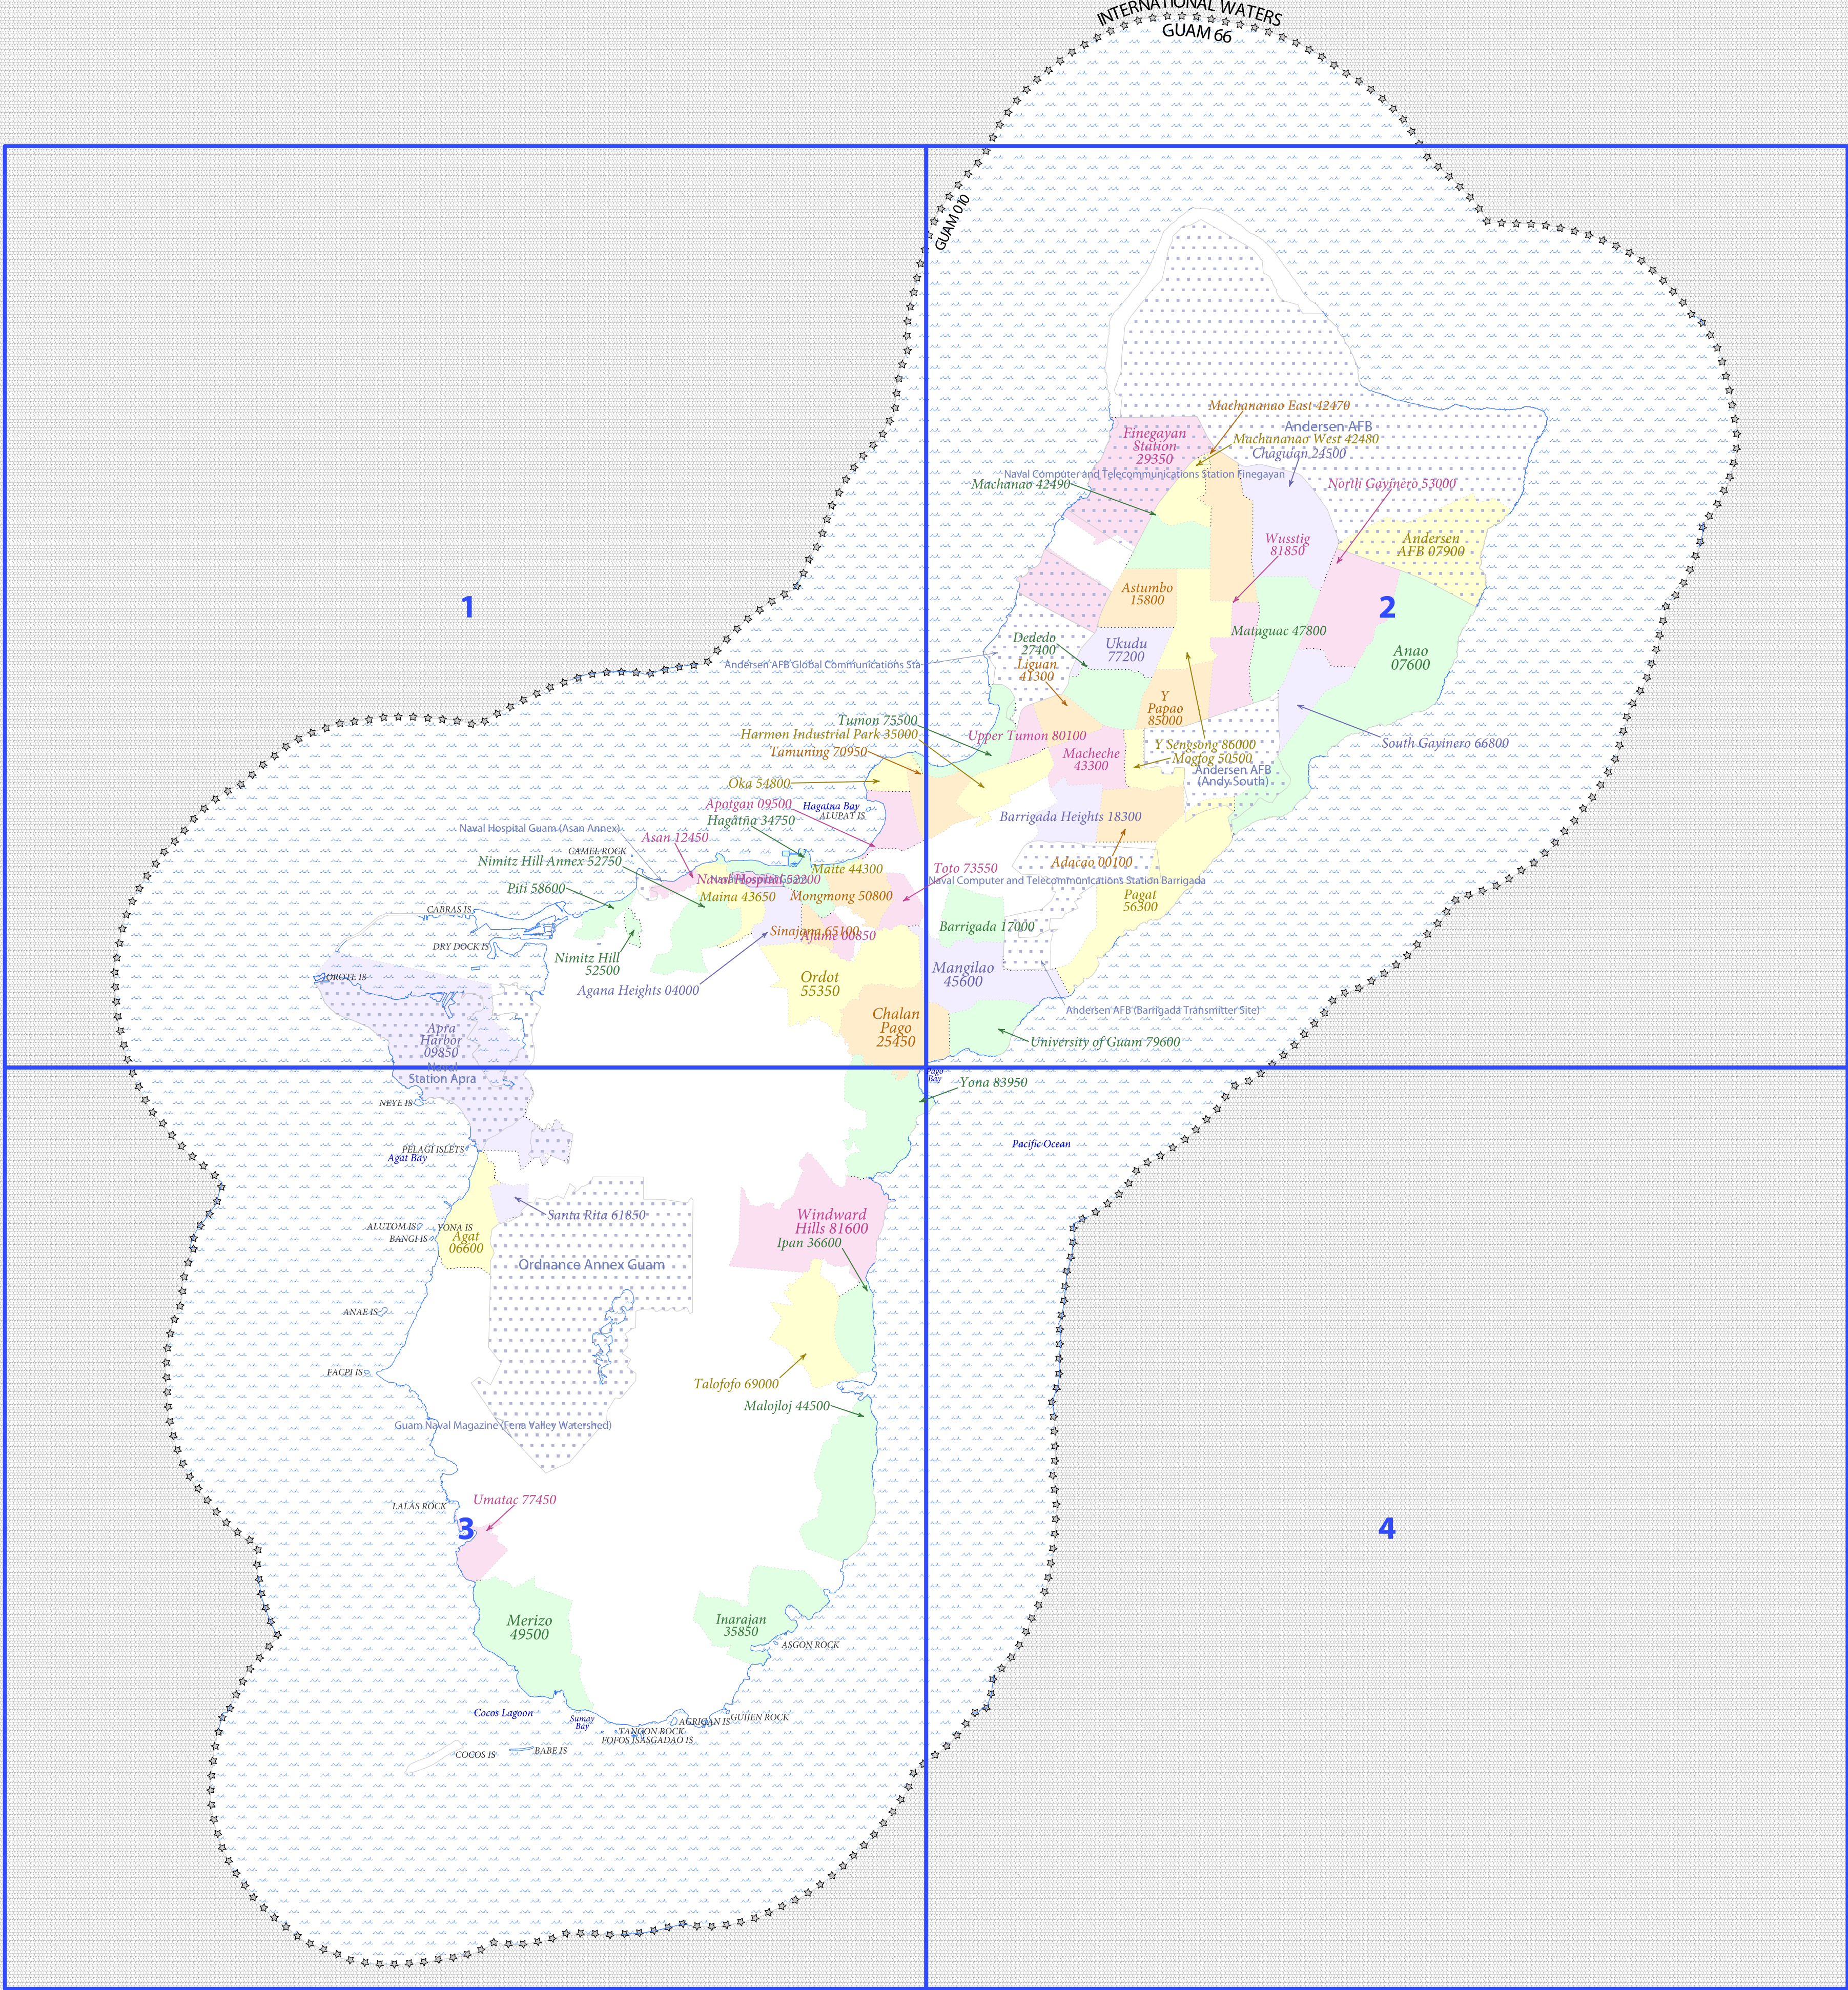 INTERNATIONAL WATERS
GUAM 66
GUAM 010
Machananao East 42470
Andersen AFB
Finegayan
Station
29350
Machananao West 42480
Chaguian 24500
Naval Computer and Telecommunications Station Finegayan
Machanao 42490
North Gayinero 53000
Wusstig
81850
Andersen
AFB 07900
Astumbo
15800
1
2
Mataguac 47800
Dededo
27400
Ukudu
77200
Anao
07600
Andersen AFB Global Communications Sta
Liguan
41300
Y
Papao
85000
Tumon 75500
Harmon Industrial Park 35000
Upper Tumon 80100
South Gayinero 66800
Y Sengsong 86000
Tamuning 70950
Macheche
43300
Mogfog 50500
Andersen AFB
(Andy South)
Oka 54800
Apotgan 09500
Hagatna Bay
ALUPAT IS
Hagåtña 34750
Barrigada Heights 18300
Naval Hospital Guam (Asan Annex)
Asan 12450
CAMEL ROCK
Nimitz Hill Annex 52750
Adacao 00100
Maite 44300
Toto 73550
Naval Hospital 52200
Naval Computer and Telecommunications Station Barrigada
Piti 58600
Maina 43650
Mongmong 50800
Pagat
56300
CABRAS IS
Barrigada 17000
Sinajana 65100
Afame 00850
DRY DOCK IS
Nimitz Hill
52500
Mangilao
45600
OROTE IS
Ordot
55350
Agana Heights 04000
Andersen AFB (Barrigada Transmitter Site)
Chalan
Pago
25450
Apra
Harbor
09850
University of Guam 79600
Naval
Station Apra
Pago
Bay
Yona 83950
NEYE IS
Pacific Ocean
PELAGI ISLETS
Agat Bay
Santa Rita 61850
Windward
Hills 81600
ALUTOM IS
YONA IS
BANGI IS
Agat
06600
Ipan 36600
Ordnance Annex Guam
ANAE IS
FACPI IS
Talofofo 69000
Malojloj 44500
Guam Naval Magazine (Fena Valley Watershed)
Umatac 77450
LALAS ROCK
3
4
Merizo
49500
Inarajan
35850
ASGON ROCK
Cocos Lagoon
Sumay
Bay
AGRIGAN IS
GUIJEN ROCK
TANGON ROCK
FOFOS IS
ASGADAO IS
COCOS IS
BABE IS